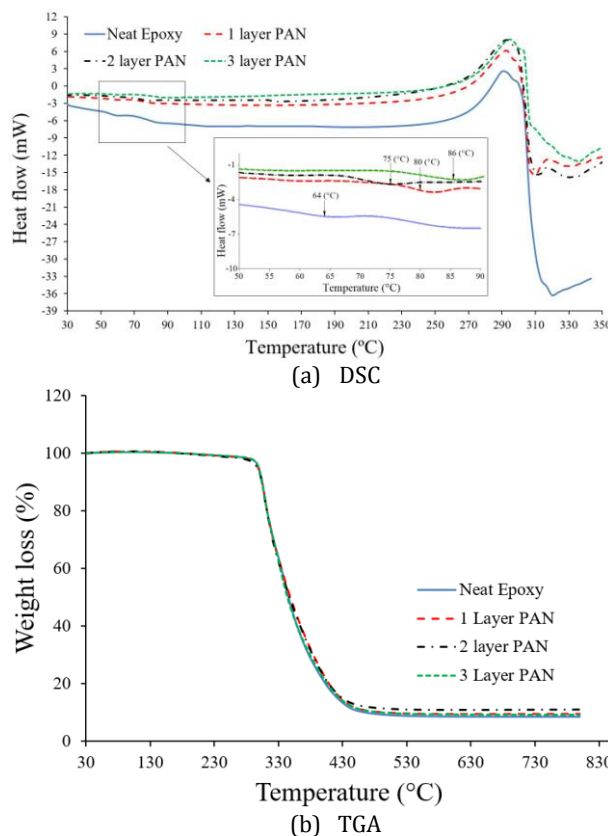 12
9
6
3
0
-3
-6
-9
-12
-15
-18
-21
-24
-27
-30
-33
-36
-39
Heat flow (mW)
Neat Epoxy
1 layer PAN
2 layer PAN
3 layer PAN
-1
-4
-7
-10
Heat flow (mW)
64 (°C)
75 (°C)
80 (°C)
86 (°C)
50 55 60 65 70 75 80 85 90
Temperature (°C)
30 50 70 90 110 130 150 170 190 210 230 250 270 290 310 330 350
Temperature (ºC)
(a) DSC
120
100
80
60
40
20
0
Weight loss (%)
Neat Epoxy
1 Layer PAN
2 layer PAN
3 Layer PAN
30 130 230 330 430 530 630 730 830
Temperature (°C)
(b) TGA